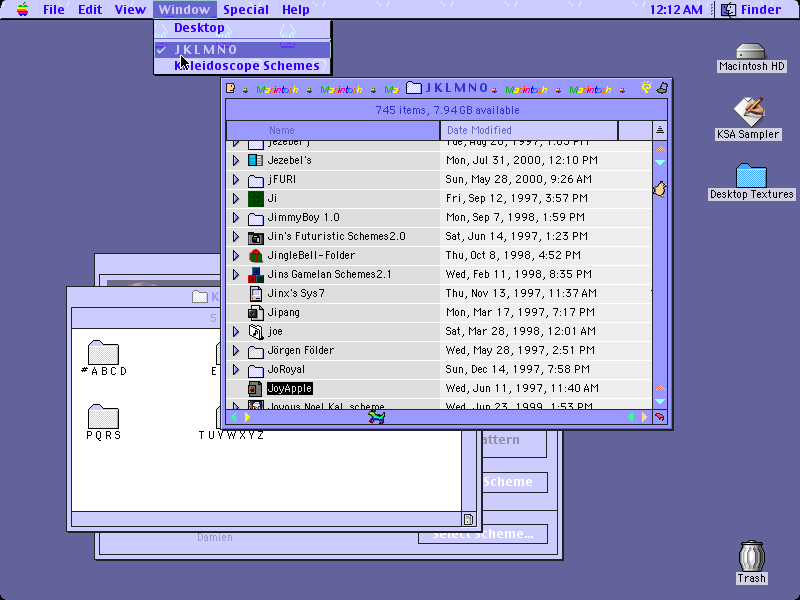 File Edit View Window Special Help 12:12 AM Finder
Desktop
J K L M N O
Kaleidoscope Schemes
Macintosh HD
KSA Sampler
Desktop Textures
Trash
Macintosh Macintosh Ma J K L M N O Macintosh Macintosh
745 items, 7.94 GB available
Name Date Modified
jezebel j Tue, Aug 26, 1997, 1:03 PM
Jezebel's Mon, Jul 31, 2000, 12:10 PM
jFURI Sun, May 28, 2000, 9:26 AM
Ji Fri, Sep 12, 1997, 3:57 PM
JimmyBoy 1.0 Mon, Sep 7, 1998, 1:59 PM
Jin's Futuristic Schemes2.0 Sat, Jun 14, 1997, 1:23 PM
JingleBell-Folder Thu, Oct 8, 1998, 4:52 PM
Jins Gamelan Schemes2.1 Wed, Feb 11, 1998, 8:35 PM
Jinx's Sys7 Thu, Nov 13, 1997, 11:37 AM
Jipang Mon, Mar 17, 1997, 7:17 PM
joe Sat, Mar 28, 1998, 12:01 AM
Jörgen Földer Wed, May 28, 1997, 2:51 PM
JoRoyal Sun, Dec 14, 1997, 7:58 PM
JoyApple Wed, Jun 11, 1997, 11:40 AM
Joyous Noel Kal. scheme Wed, Jun 23, 1999, 1:53 PM
K
5
# A B C D
E
P Q R S
T U V W X Y Z
attern
Scheme
Select Scheme...
Damien